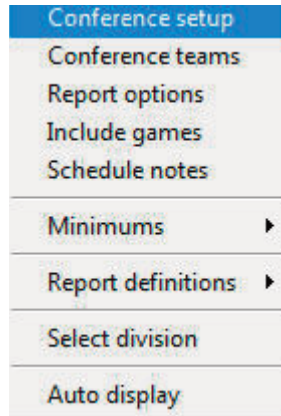 Conference setup
Conference teams
Report options
Include games
Schedule notes
Minimums
Report definitions
Select division
Auto display